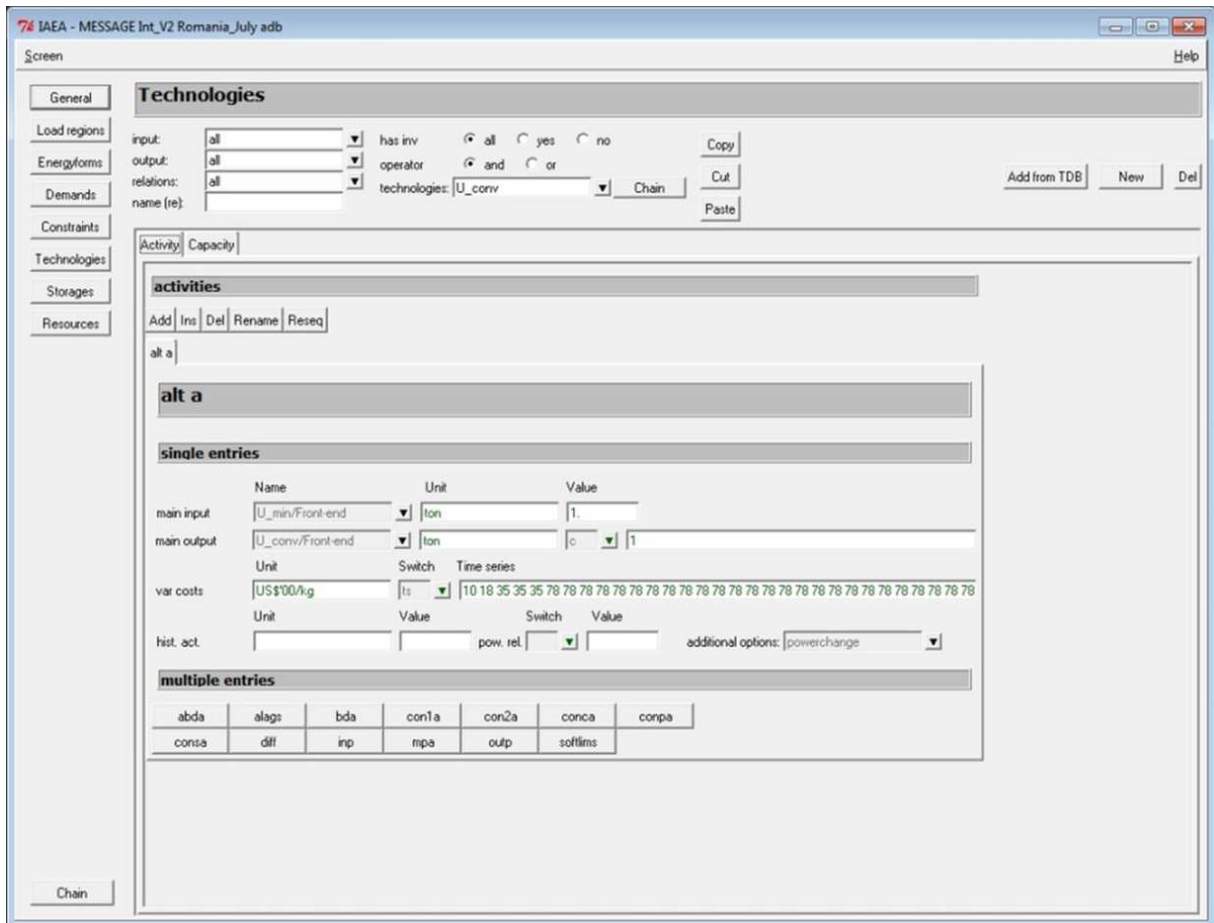 IAEA - MESSAGE Int_V2 Romania_July adb
Screen Help
General
Load regions
Energyforms
Demands
Constraints
Technologies
Storages
Resources
Chain
Technologies
input: all has inv all yes no Copy
output: all operator and or
relations: all technologies: U_conv Chain Cut Add from TDB New Del
name (re): Paste
Activity Capacity
activities
Add Ins Del Rename Reseq
alt a
alt a
single entries
Name Unit Value
main input U_min/Front-end ton 1.
main output U_conv/Front-end ton c 1
Unit Switch Time series
var costs US$'00/kg ts 10 18 35 35 35 78 78 78 78 78 78 78 78 78 78 78 78 78 78 78 78 78 78 78 78 78 78 78 78 78
Unit Value Switch Value
hist. act. pow. rel. additional options: powerchange
multiple entries
abda alags bda con1a con2a conca conpa
consa diff inp mpa outp softlims